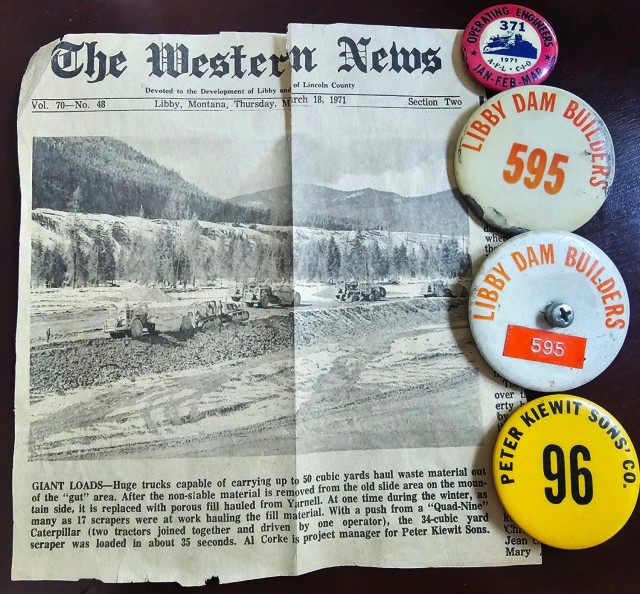 The Western News
Devoted to the Development of Libby and of Lincoln County
Vol. 70—No. 48 Libby, Montana, Thursday, March 18, 1971 Section Two
GIANT LOADS—Huge trucks capable of carrying up to 50 cubic yards haul waste material out
of the "gut" area. After the non-siable material is removed from the old slide area on the moun-
tain side, it is replaced with porous fill hauled from Yarnell. At one time during the winter, as
many as 17 scrapers were at work hauling the fill material. With a push from a "Quad-Nine"
Caterpillar (two tractors joined together and driven by one operator), the 34-cubic yard
scraper was loaded in about 35 seconds. Al Corke is project manager for Peter Kiewit Sons.
over
erty
Jean
Mary
OPERATING ENGINEERS
371
1971
A-F-L • C-I-O
JAN-FEB-MAR
LIBBY DAM BUILDERS
595
LIBBY DAM BUILDERS
595
PETER KIEWIT SONS' CO.
96